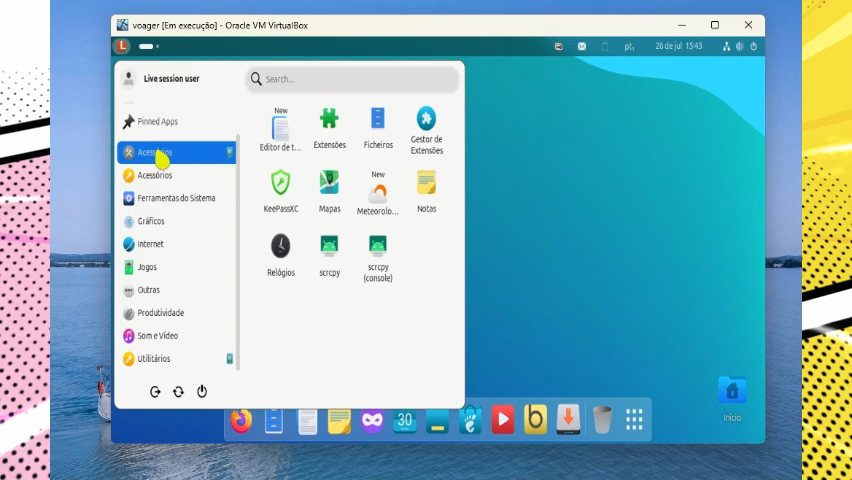 voager [Em execução] - Oracle VM VirtualBox
L
pt₁
26 de jul 15:43
Live session user
Search...
Pinned Apps
Acessórios
Ferramentas do Sistema
Gráficos
Internet
Jogos
Outras
Produtividade
Som e Vídeo
Utilitários
New
Editor de t...
Extensões
Ficheiros
Gestor de
Extensões
KeePassXC
Mapas
New
Meteorolo...
Notas
Relógios
scrcpy
scrcpy
(console)
30
b
Início